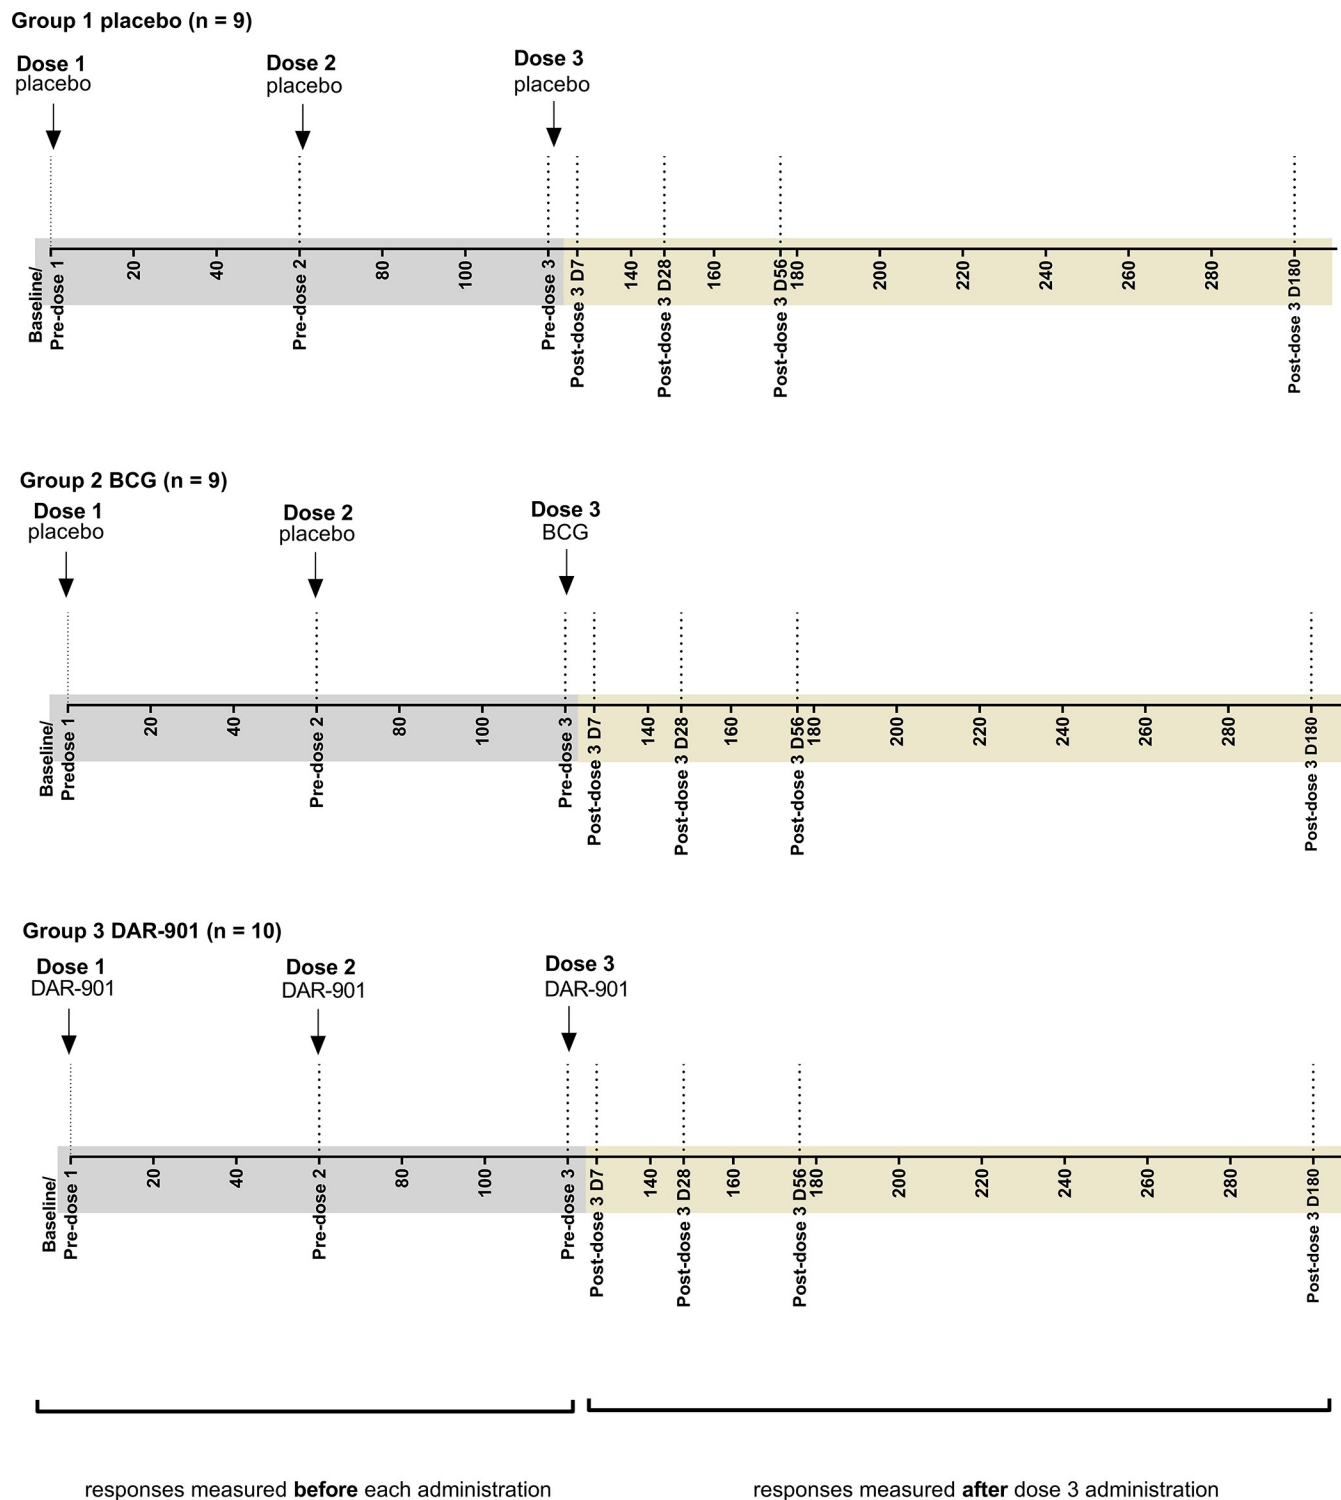 Group 1 placebo (n = 9)
Dose 1
placebo
Dose 2
placebo
Dose 3
placebo
Baseline/
Pre-dose 1
20
40
Pre-dose 2
80
100
Pre-dose 3
Post-dose 3 D7
140
Post-dose 3 D28
160
Post-dose 3 D56
180
200
220
240
260
280
Post-dose 3 D180
Group 2 BCG (n = 9)
Dose 1
placebo
Dose 2
placebo
Dose 3
BCG
Baseline/
Predose 1
20
40
Pre-dose 2
80
100
Pre-dose 3
Post-dose 3 D7
140
Post-dose 3 D28
160
Post-dose 3 D56
180
200
220
240
260
280
Post-dose 3 D180
Group 3 DAR-901 (n = 10)
Dose 1
DAR-901
Dose 2
DAR-901
Dose 3
DAR-901
Baseline/
Pre-dose 1
20
40
Pre-dose 2
80
100
Pre-dose 3
Post-dose 3 D7
140
Post-dose 3 D28
160
Post-dose 3 D56
180
200
220
240
260
280
Post-dose 3 D180
responses measured before each administration
responses measured after dose 3 administration